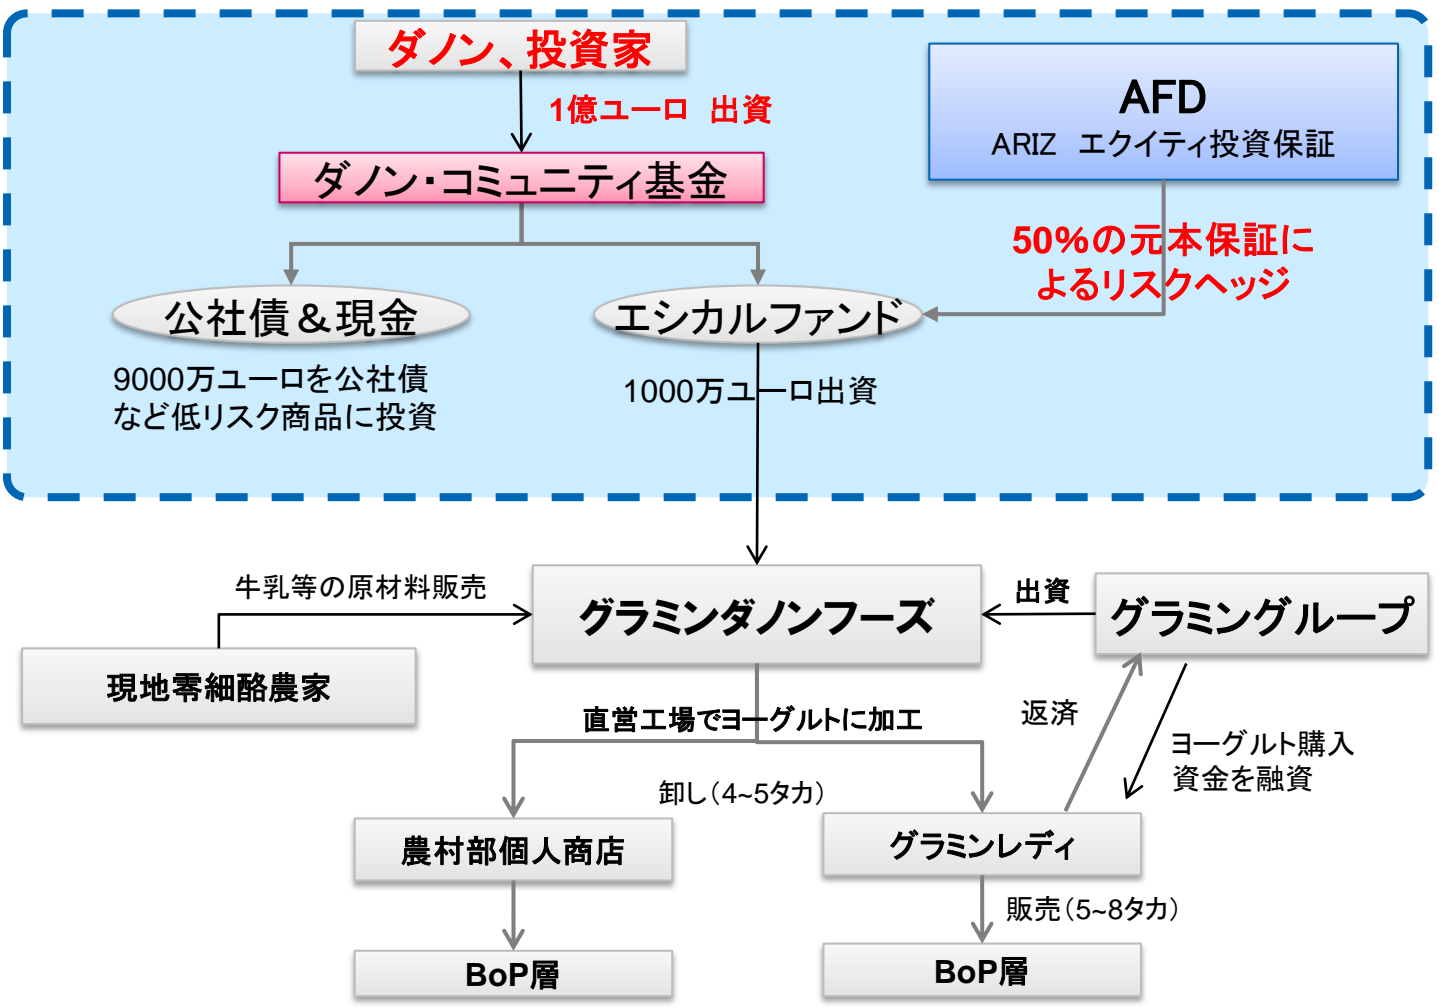 ダノン、投資家
1億ユーロ　出資
AFD
ARIZ　エクイティ投資保証
ダノン・コミュニティ基金
50%の元本保証に
よるリスクヘッジ
公社債＆現金
エシカルファンド
9000万ユーロを公社債
など低リスク商品に投資
1000万ユーロ出資
牛乳等の原材料販売
グラミンダノンフーズ
出資
グラミングループ
現地零細酪農家
直営工場でヨーグルトに加工
返済
ヨーグルト購入
資金を融資
卸し（4~5タカ）
農村部個人商店
グラミンレディ
販売（5~8タカ）
BoP層
BoP層